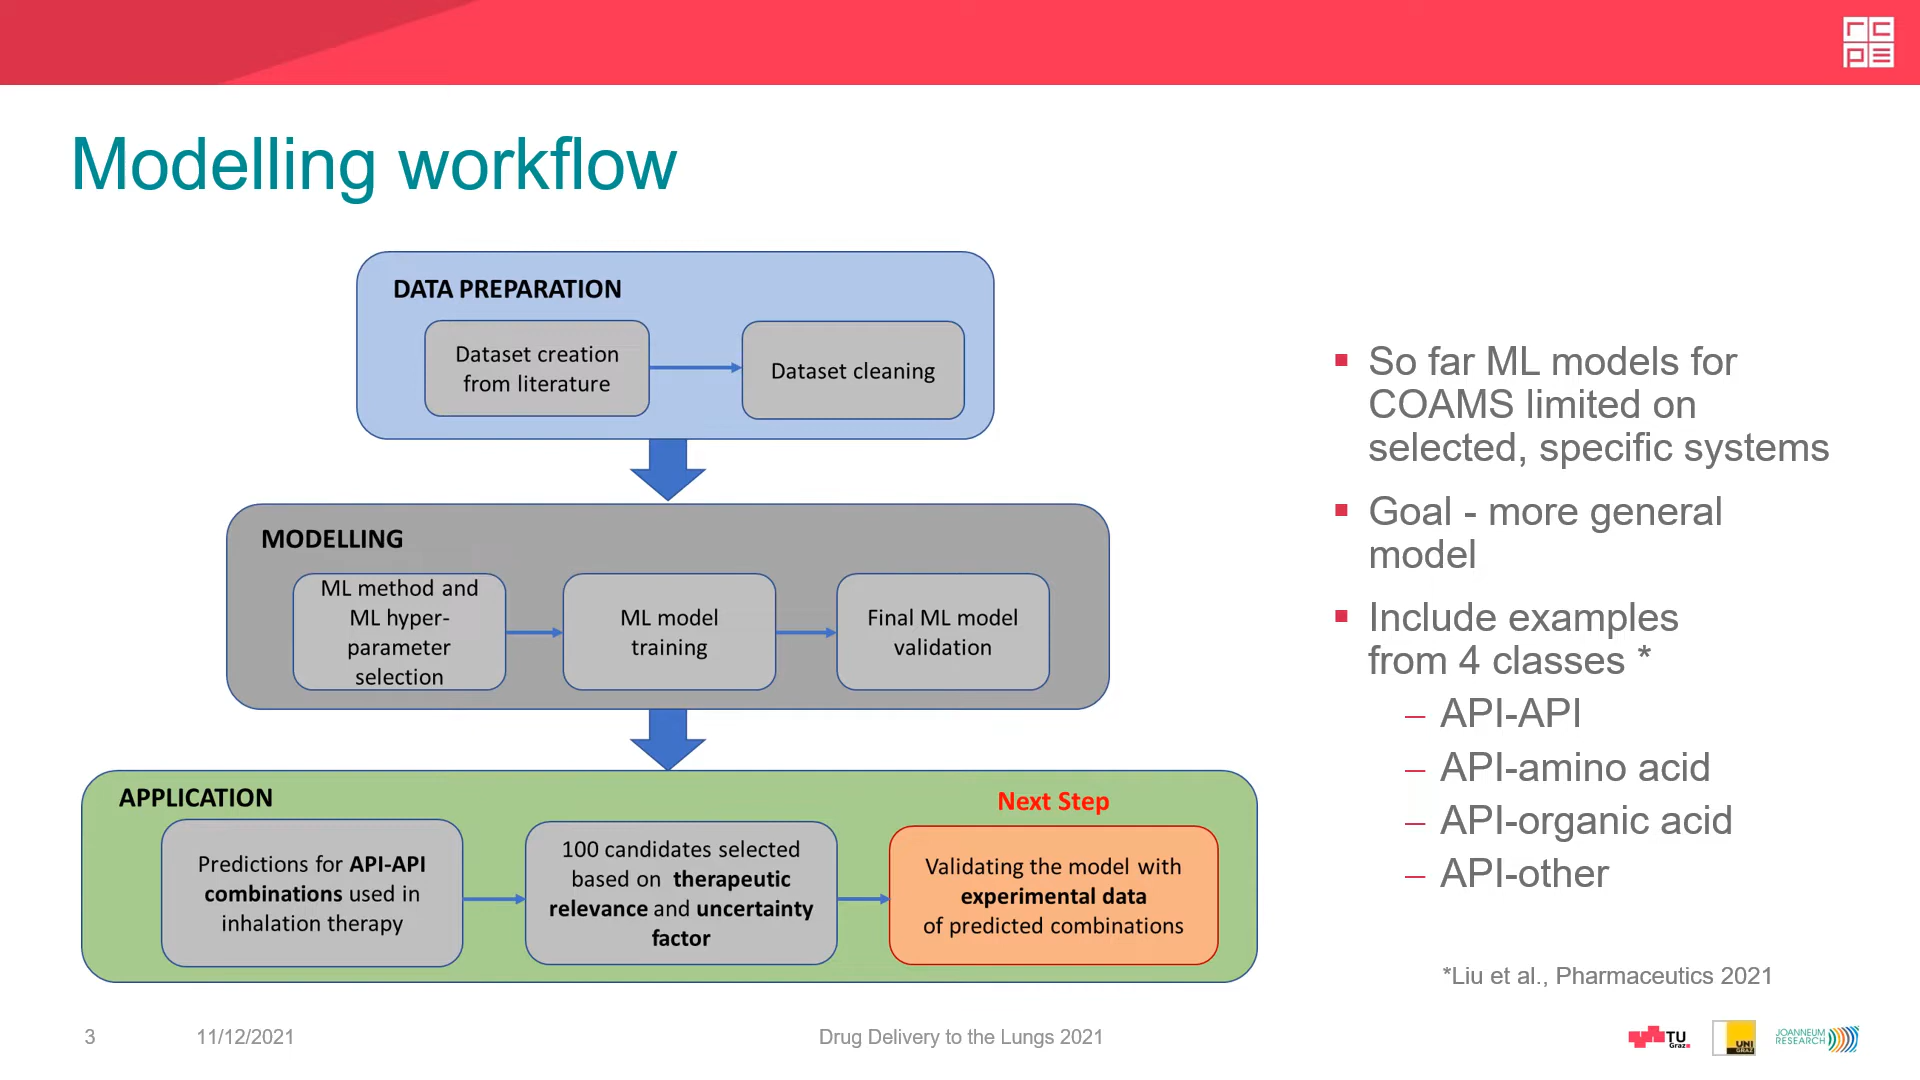 rcpe
Modelling workflow
DATA PREPARATION
Dataset creation
from literature
Dataset cleaning
MODELLING
ML method and
ML hyper-
parameter
selection
ML model
training
Final ML model
validation
APPLICATION
Next Step
Predictions for API-API
combinations used in
inhalation therapy
100 candidates selected
based on therapeutic
relevance and uncertainty
factor
Validating the model with
experimental data
of predicted combinations
So far ML models for
COAMS limited on
selected, specific systems
Goal - more general
model
Include examples
from 4 classes *
– API-API
– API-amino acid
– API-organic acid
– API-other
*Liu et al., Pharmaceutics 2021
3
11/12/2021
Drug Delivery to the Lungs 2021
TU
Graz
UNI
GRAZ
JOANNEUM
RESEARCH